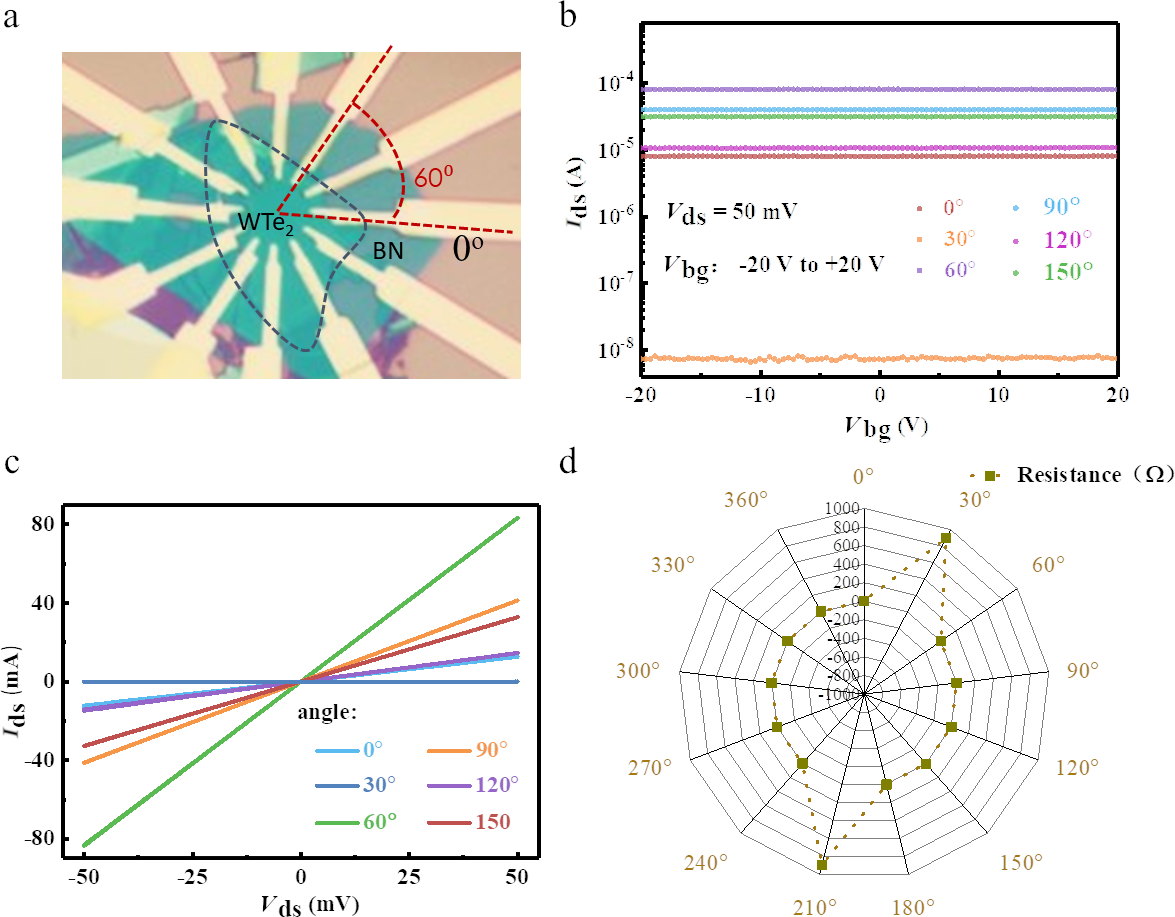 a
60⁰
WTe₂
BN
0⁰
b
10⁻⁴
10⁻⁵
10⁻⁶
10⁻⁷
10⁻⁸
Ids (A)
Vds = 50 mV
Vbg: -20 V to +20 V
0° 90°
30° 120°
60° 150°
-20 -10 0 10 20
Vbg (V)
c
80
40
0
-40
-80
Ids (mA)
angle:
0° 90°
30° 120°
60° 150
-50 -25 0 25 50
Vds (mV)
d
Resistance (Ω)
0°
30°
60°
90°
120°
150°
180°
210°
240°
270°
300°
330°
360°
1000
800
600
400
200
0
-200
-400
-600
-800
-1000